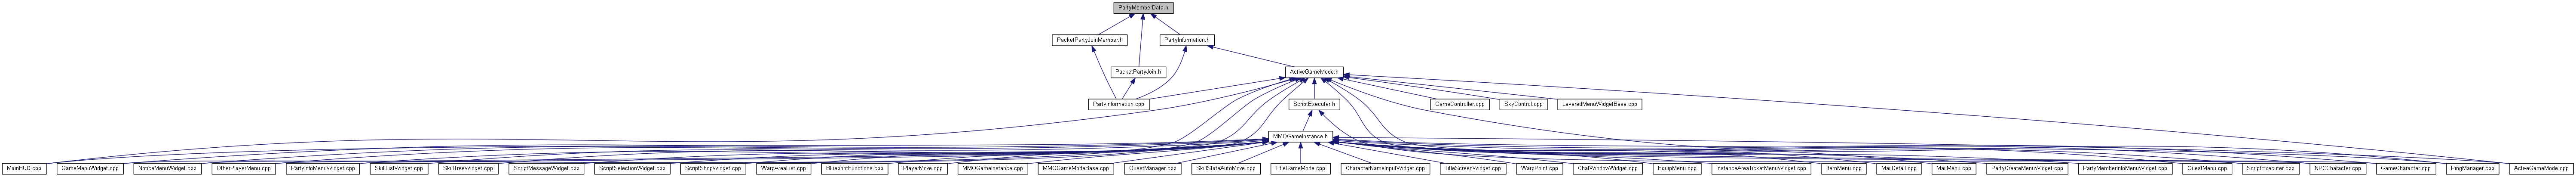 PartyMemberData.h
PacketPartyJoinMember.h
PartyInformation.h
PacketPartyJoin.h
ActiveGameMode.h
PartyInformation.cpp
ScriptExecuter.h
GameController.cpp
SkyControl.cpp
LayeredMenuWidgetBase.cpp
MMOGameInstance.h
MainHUD.cpp
GameMenuWidget.cpp
NoticeMenuWidget.cpp
OtherPlayerMenu.cpp
PartyInfoMenuWidget.cpp
SkillListWidget.cpp
SkillTreeWidget.cpp
ScriptMessageWidget.cpp
ScriptSelectionWidget.cpp
ScriptShopWidget.cpp
WarpAreaList.cpp
BlueprintFunctions.cpp
PlayerMove.cpp
MMOGameInstance.cpp
MMOGameModeBase.cpp
QuestManager.cpp
SkillStateAutoMove.cpp
TitleGameMode.cpp
CharacterNameInputWidget.cpp
TitleScreenWidget.cpp
WarpPoint.cpp
ChatWindowWidget.cpp
EquipMenu.cpp
InstanceAreaTicketMenuWidget.cpp
ItemMenu.cpp
MailDetail.cpp
MailMenu.cpp
PartyCreateMenuWidget.cpp
PartyMemberInfoMenuWidget.cpp
QuestMenu.cpp
ScriptExecuter.cpp
NPCCharacter.cpp
GameCharacter.cpp
PingManager.cpp
ActiveGameMode.cpp